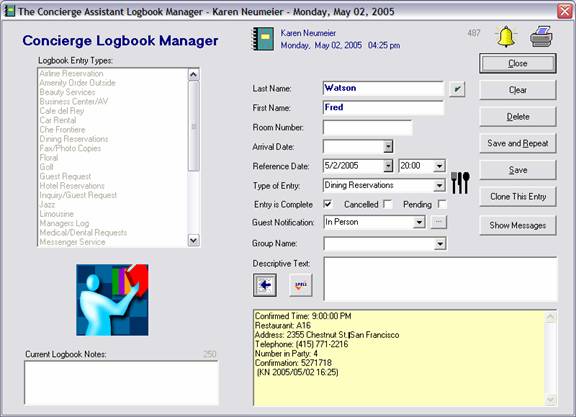 The Concierge Assistant Logbook Manager - Karen Neumeier - Monday, May 02, 2005
Concierge Logbook Manager
Karen Neumeier
Monday, May 02, 2005 04:25 pm
487
Logbook Entry Types:
Airline Reservation
Amenity Order Outside
Beauty Services
Business Center/AV
Cafe del Rey
Car Rental
Che Frontiere
Dining Reservations
Fax/Photo Copies
Floral
Golf
Guest Request
Hotel Reservations
Inquiry/Guest Request
Jazz
Limousine
Managers Log
Medical/Dental Requests
Messenger Service
Last Name: Watson
First Name: Fred
Room Number:
Arrival Date:
Reference Date: 5/2/2005 20:00
Type of Entry: Dining Reservations
Entry is Complete Cancelled Pending
Guest Notification: In Person ...
Group Name:
Descriptive Text:
SPELL
Close
Clear
Delete
Save and Repeat
Save
Clone This Entry
Show Messages
Confirmed Time: 9:00:00 PM
Restaurant: A16
Address: 2355 Chestnut St. San Francisco
Telephone: (415) 771-2216
Number in Party: 4
Confirmation: 5271718
(KN 2005/05/02 16:25)
Current Logbook Notes: 250